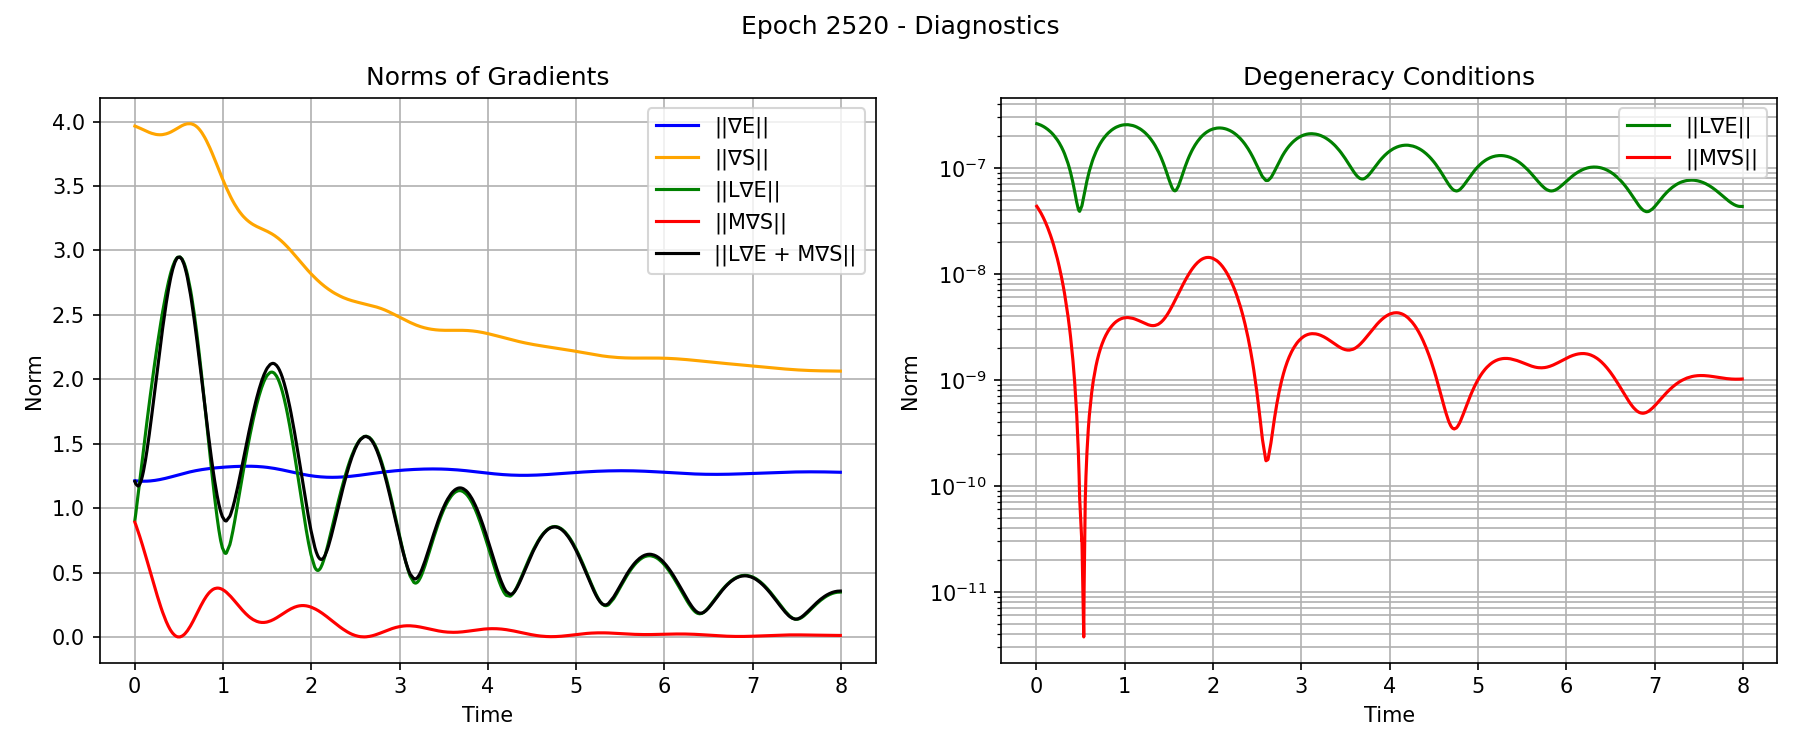 Epoch 2520 - Diagnostics
Norms of Gradients
Norm
4.0
3.5
3.0
2.5
2.0
1.5
1.0
0.5
0.0
0 1 2 3 4 5 6 7 8
Time
||∇E||
||∇S||
||L∇E||
||M∇S||
||L∇E + M∇S||
Degeneracy Conditions
Norm
10⁻⁷
10⁻⁸
10⁻⁹
10⁻¹⁰
10⁻¹¹
0 1 2 3 4 5 6 7 8
Time
||L∇E||
||M∇S||